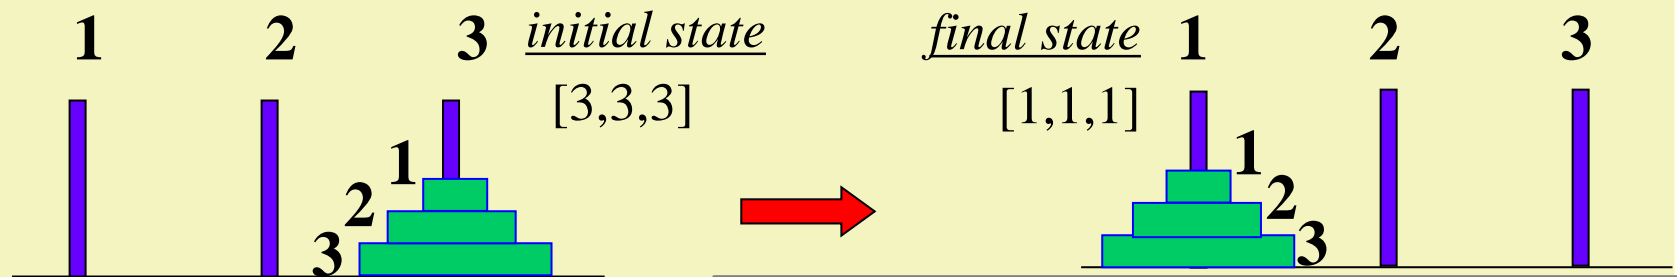 1 2 3 initial state final state 1 2 3
[3,3,3] [1,1,1]
1 1
2 2
3 3